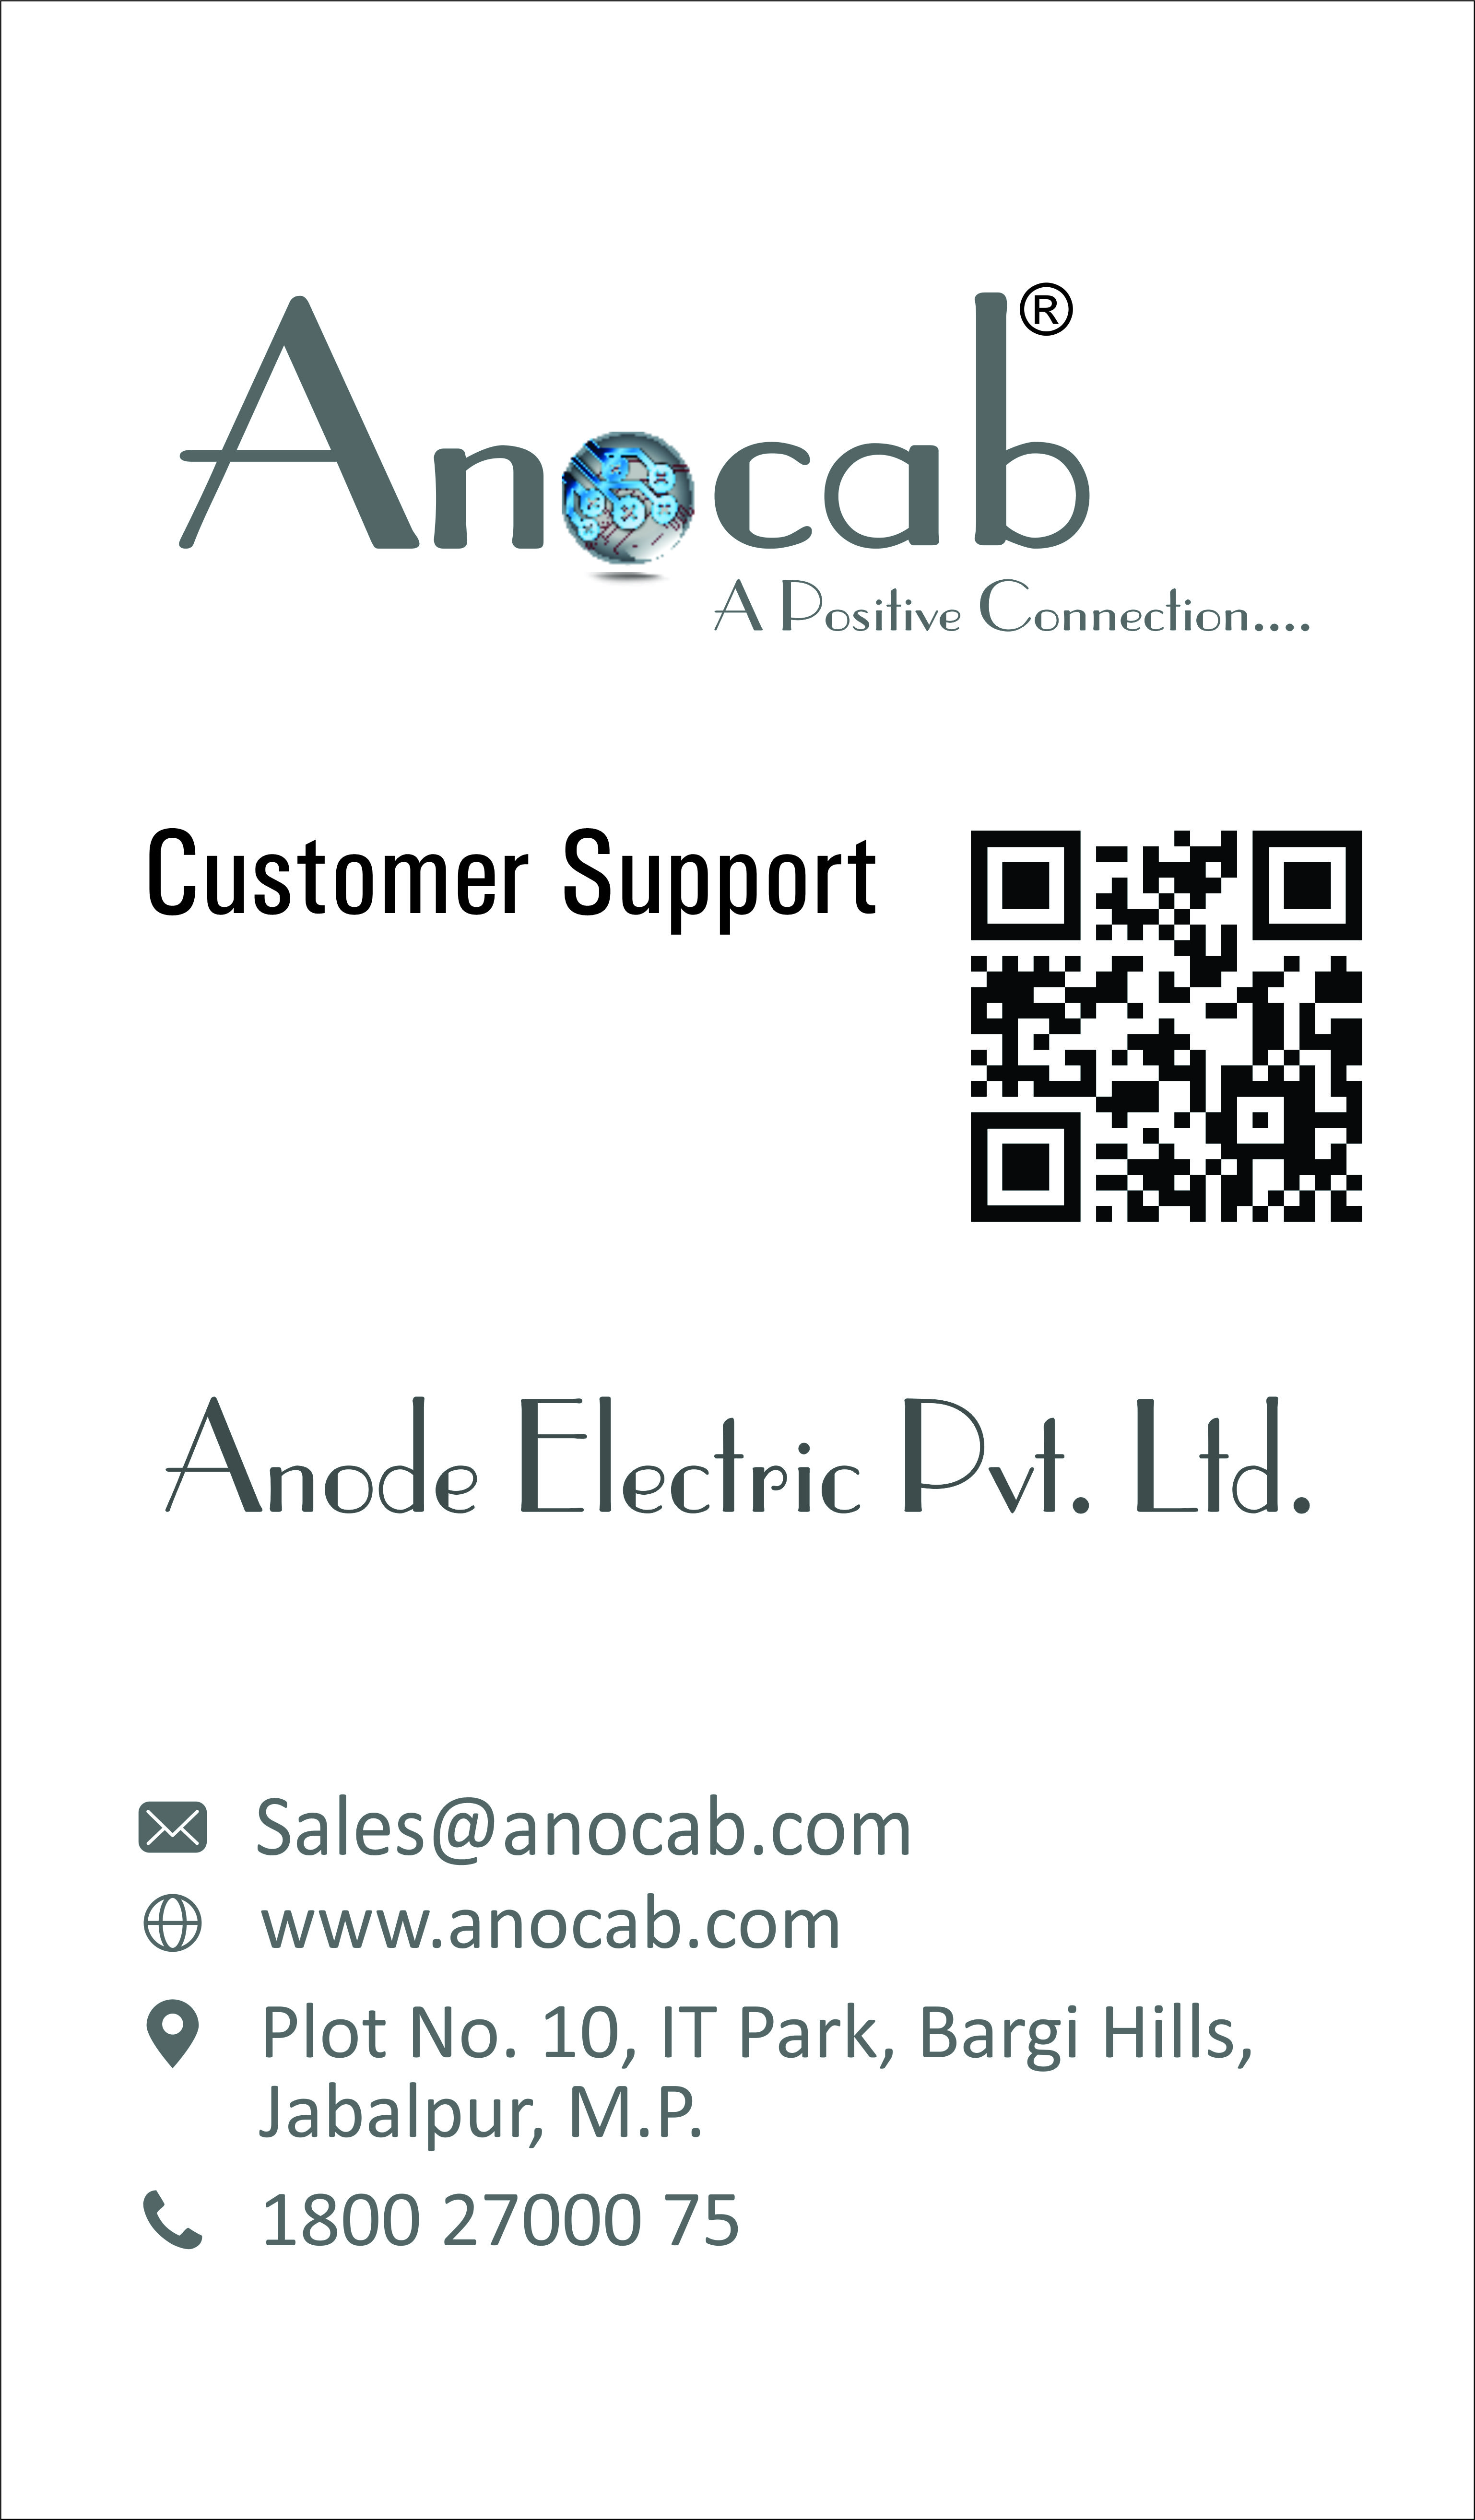 Anocab®
A Positive Connection....
Customer Support
Anode Electric Pvt. Ltd.
Sales@anocab.com
www.anocab.com
Plot No. 10, IT Park, Bargi Hills,
Jabalpur, M.P.
1800 27000 75